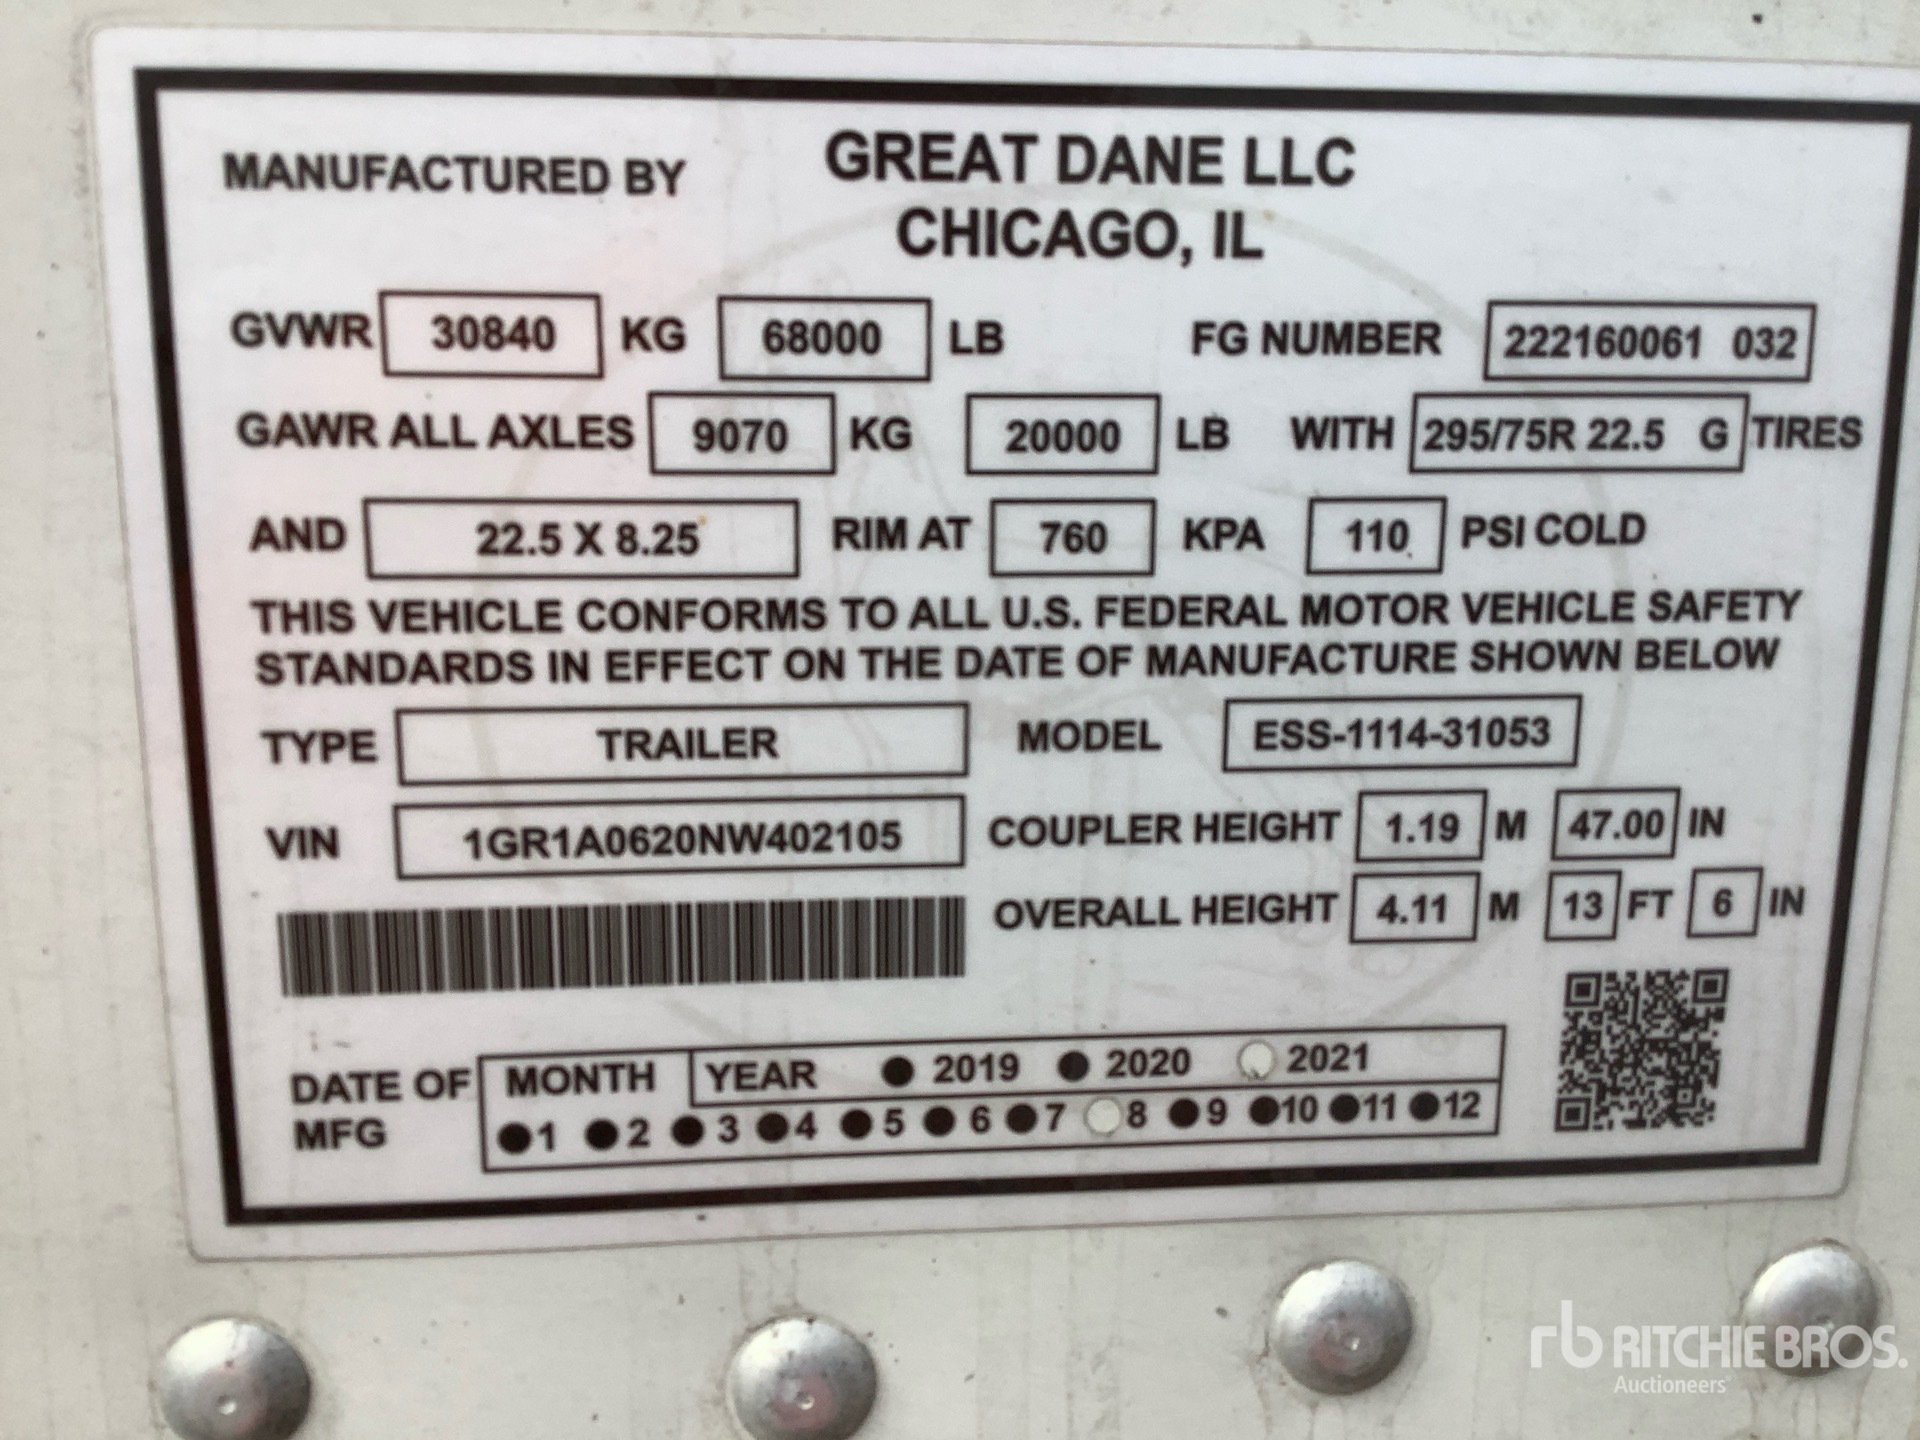 MANUFACTURED BY GREAT DANE LLC
CHICAGO, IL
GVWR 30840 KG 68000 LB FG NUMBER 222160061 032
GAWR ALL AXLES 9070 KG 20000 LB WITH 295/75R 22.5 G TIRES
AND 22.5 X 8.25 RIM AT 760 KPA 110 PSI COLD
THIS VEHICLE CONFORMS TO ALL U.S. FEDERAL MOTOR VEHICLE SAFETY
STANDARDS IN EFFECT ON THE DATE OF MANUFACTURE SHOWN BELOW
TYPE TRAILER MODEL ESS-1114-31053
VIN 1GR1A0620NW402105 COUPLER HEIGHT 1.19 M 47.00 IN
OVERALL HEIGHT 4.11 M 13 FT 6 IN
DATE OF MFG MONTH YEAR 2019 2020 2021
1 2 3 4 5 6 7 8 9 10 11 12
rb RITCHIE BROS.
Auctioneers